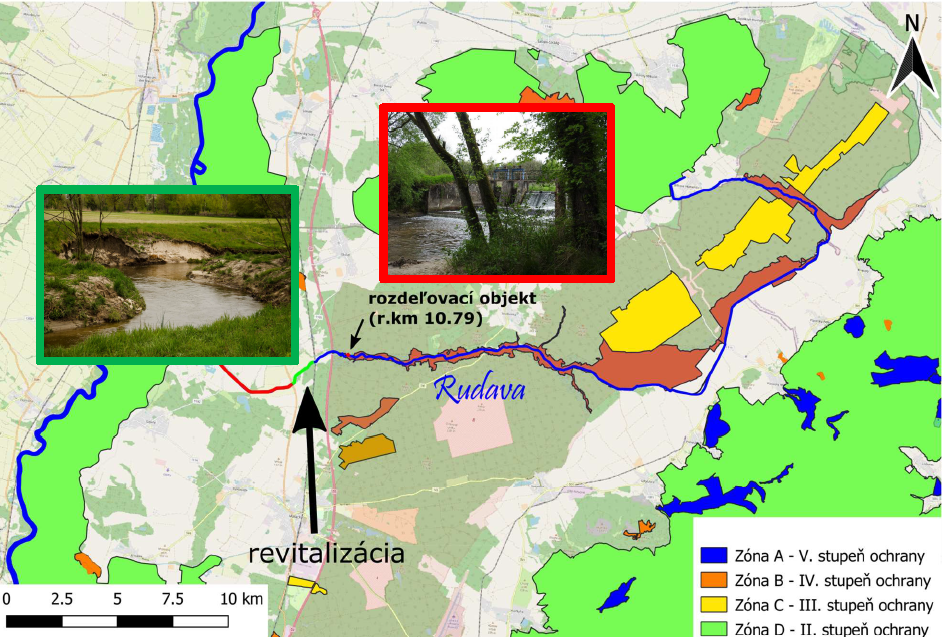 N
rozdeľovací objekt
(r.km 10.79)
Rudava
revitalizácia
0 2.5 5 7.5 10 km
Zóna A - V. stupeň ochrany
Zóna B - IV. stupeň ochrany
Zóna C - III. stupeň ochrany
Zóna D - II. stupeň ochrany